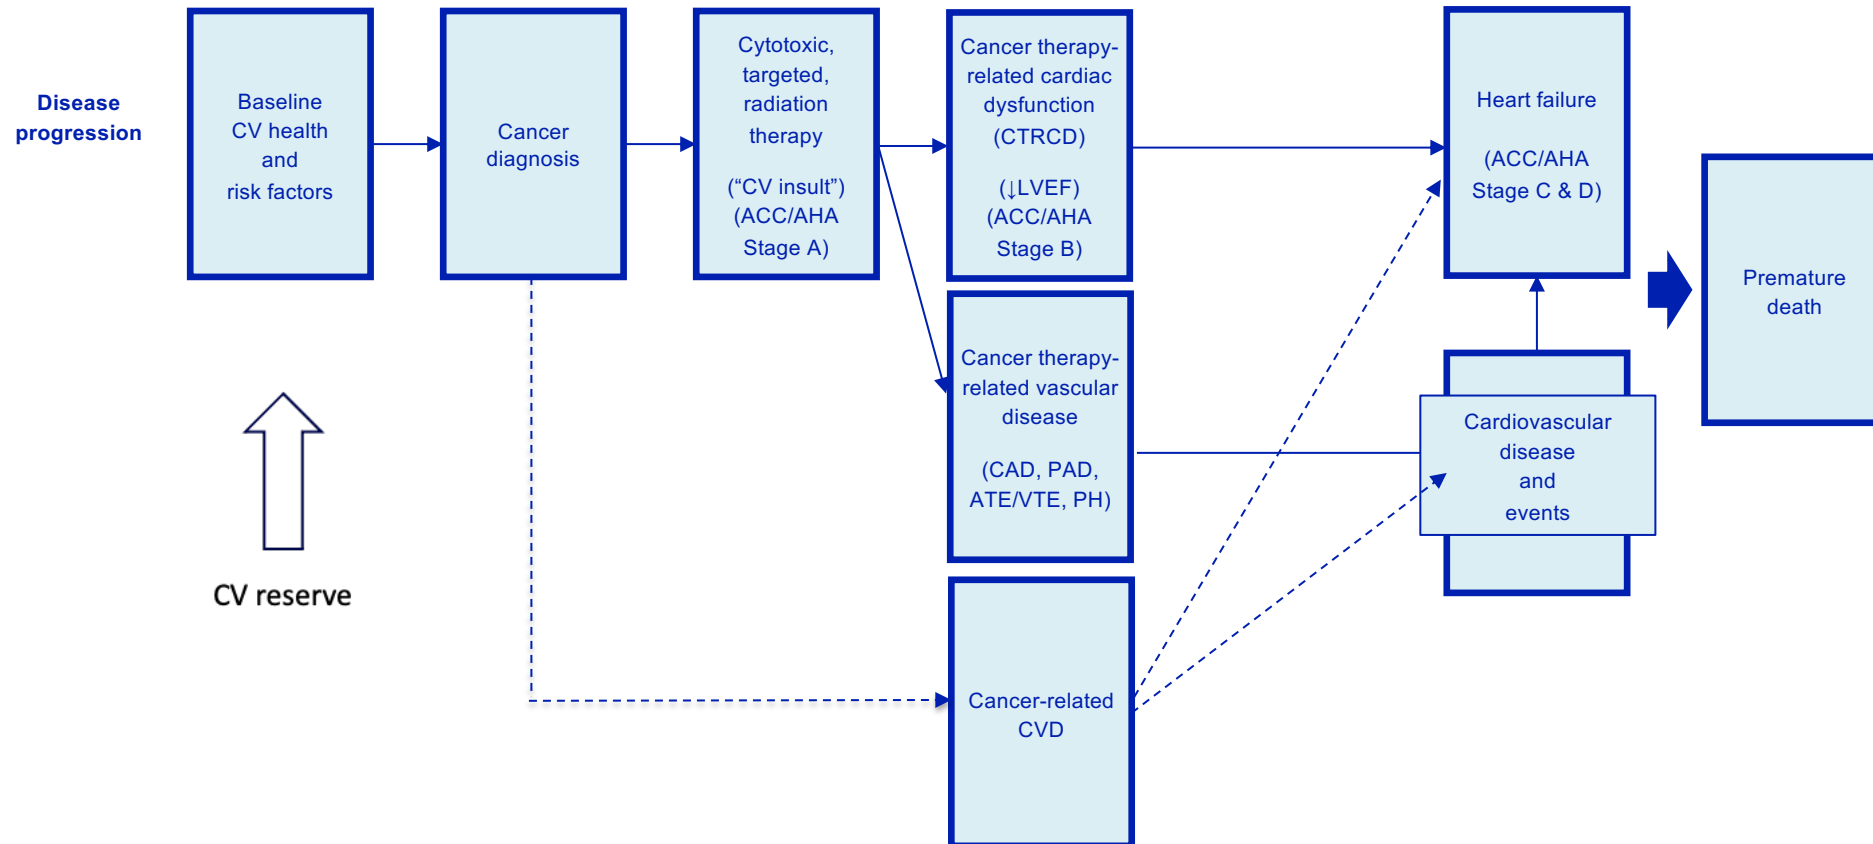 Disease
progression
Baseline
CV health
and
risk factors
Cancer
diagnosis
Cytotoxic,
targeted,
radiation
therapy
(“CV insult”)
(ACC/AHA
Stage A)
Cancer therapy-
related cardiac
dysfunction
(CTRCD)
(↓LVEF)
(ACC/AHA
Stage B)
Heart failure
(ACC/AHA
Stage C & D)
Premature
death
Cancer therapy-
related vascular
disease
(CAD, PAD,
ATE/VTE, PH)
Cardiovascular
disease
and
events
CV reserve
Cancer-related
CVD